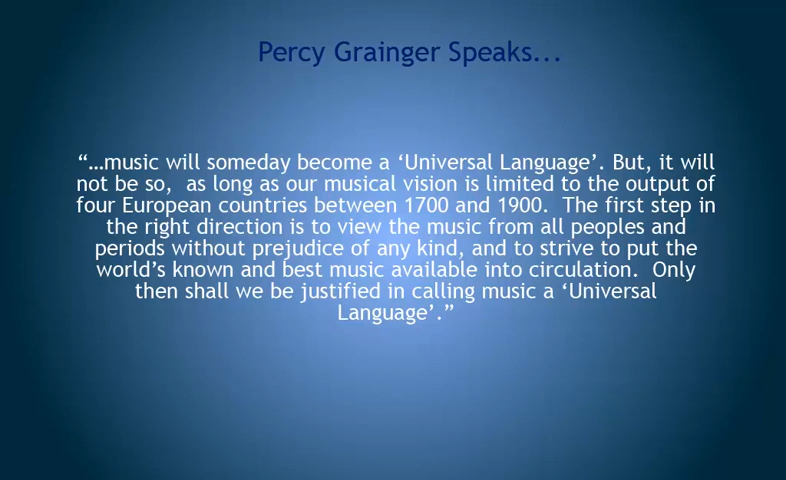 Percy Grainger Speaks...
“…music will someday become a ‘Universal Language’. But, it will
not be so,  as long as our musical vision is limited to the output of
four European countries between 1700 and 1900.  The first step in
the right direction is to view the music from all peoples and
periods without prejudice of any kind, and to strive to put the
world’s known and best music available into circulation.  Only
then shall we be justified in calling music a ‘Universal
Language’.”